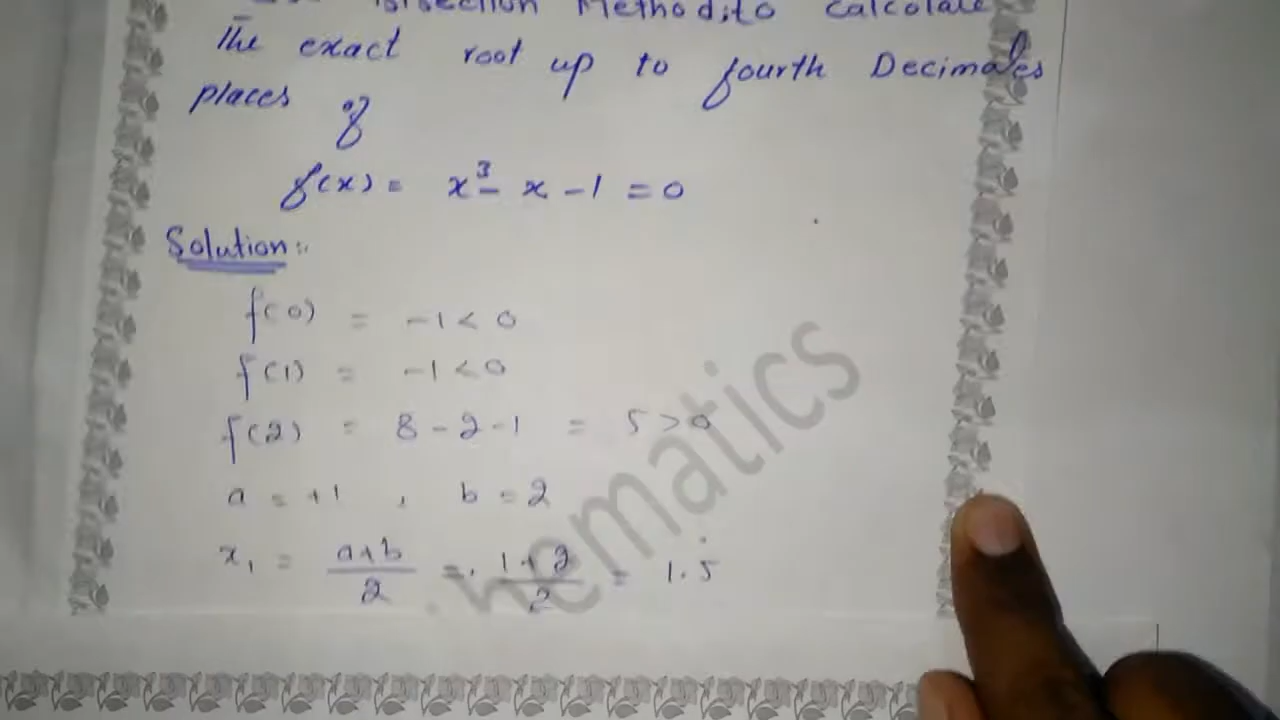 Method, to calculate
The exact root up to fourth Decimales
places of
f(x) = x³ - x - 1 = 0
Solution:
f(0) = -1 < 0
f(1) = -1 < 0
f(2) = 8 - 2 - 1 = 5 > 0
a = +1 , b = 2
x₁ = a+b/2 = 1+2/2 = 1.5
hematics